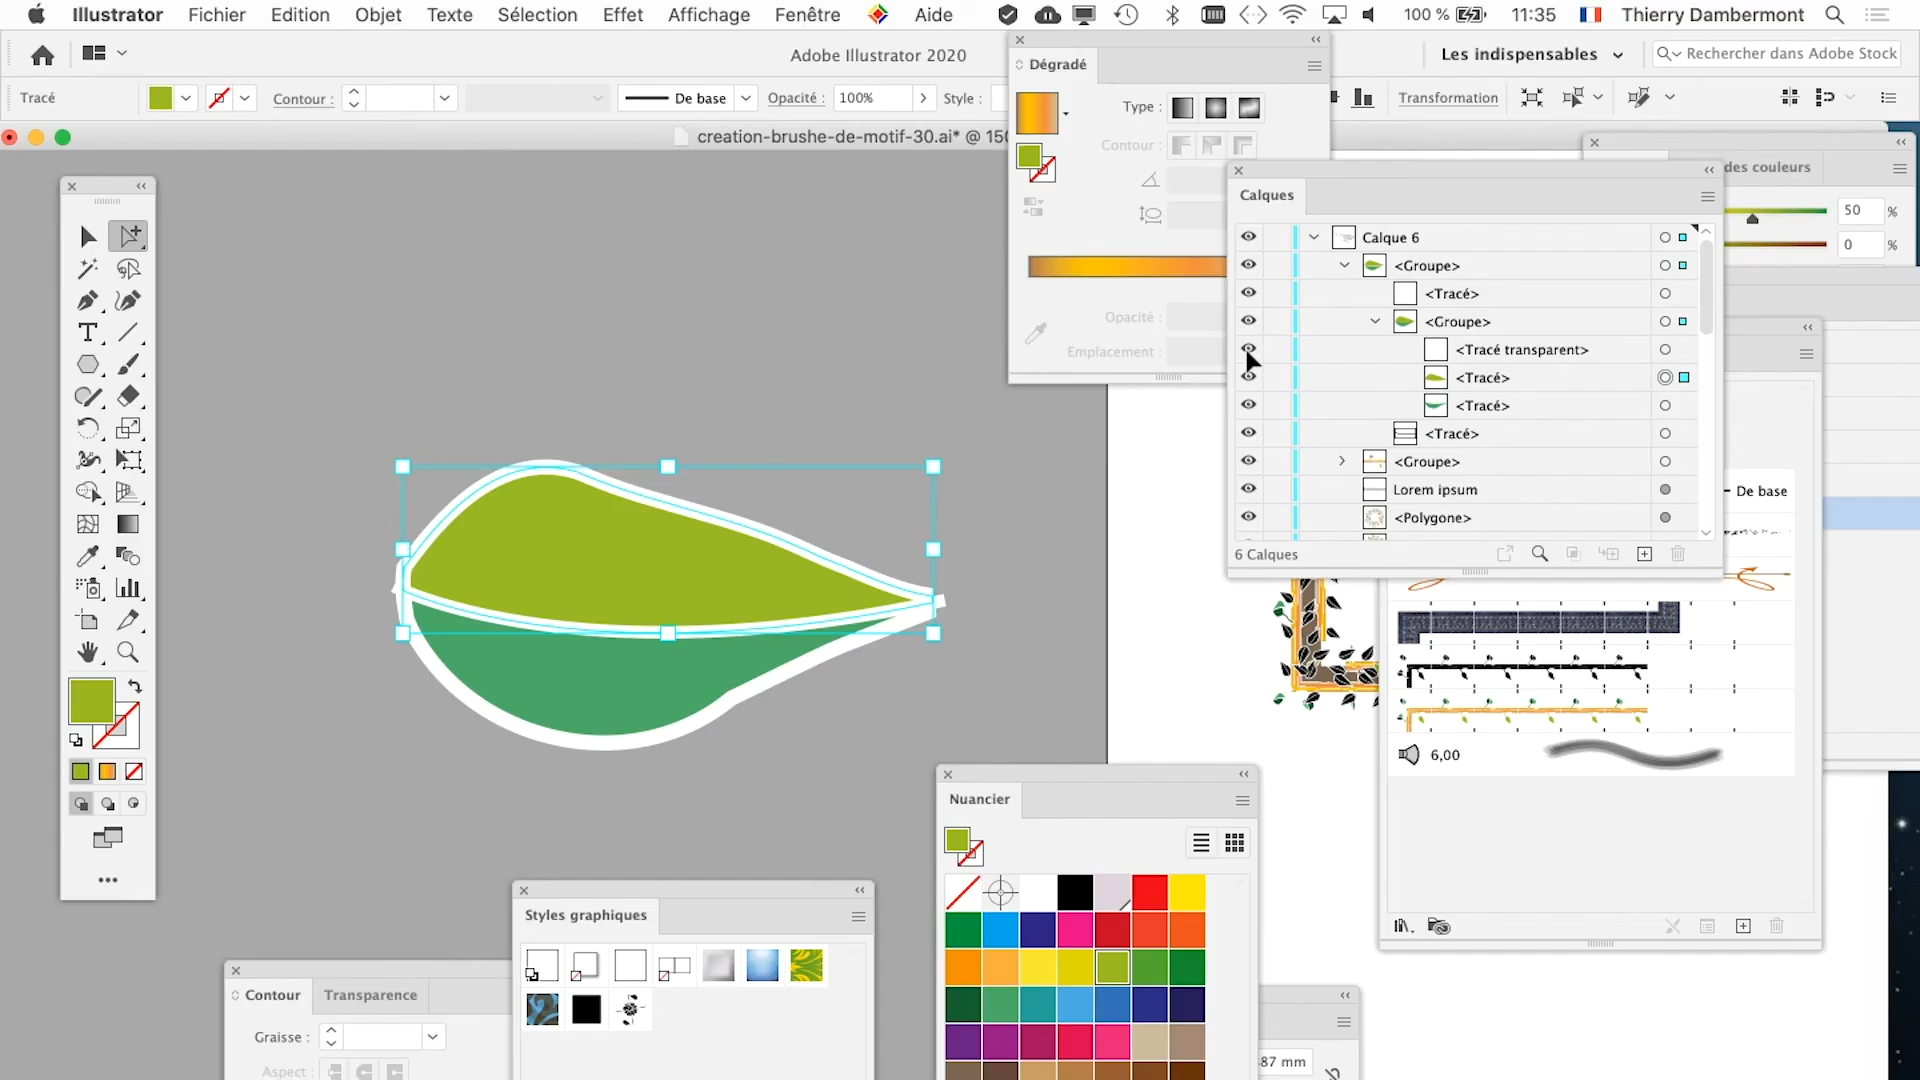 Illustrator Fichier Edition Objet Texte Sélection Effet Affichage Fenêtre Aide 100 % 11:35 Thierry Dambermont
Adobe Illustrator 2020
Les indispensables
Rechercher dans Adobe Stock
Tracé
Contour :
De base
Opacité :
100%
Style :
Transformation
creation-brushe-de-motif-30.ai* @ 150
Dégradé
Type :
Contour :
Opacité :
Emplacement :
Calques
Calque 6
<Groupe>
<Tracé>
<Groupe>
<Tracé transparent>
<Tracé>
<Tracé>
<Tracé>
<Groupe>
Lorem ipsum
<Polygone>
6 Calques
des couleurs
50 %
0 %
De base
6,00
Nuancier
Styles graphiques
Contour
Transparence
Graisse :
Aspect :
87 mm